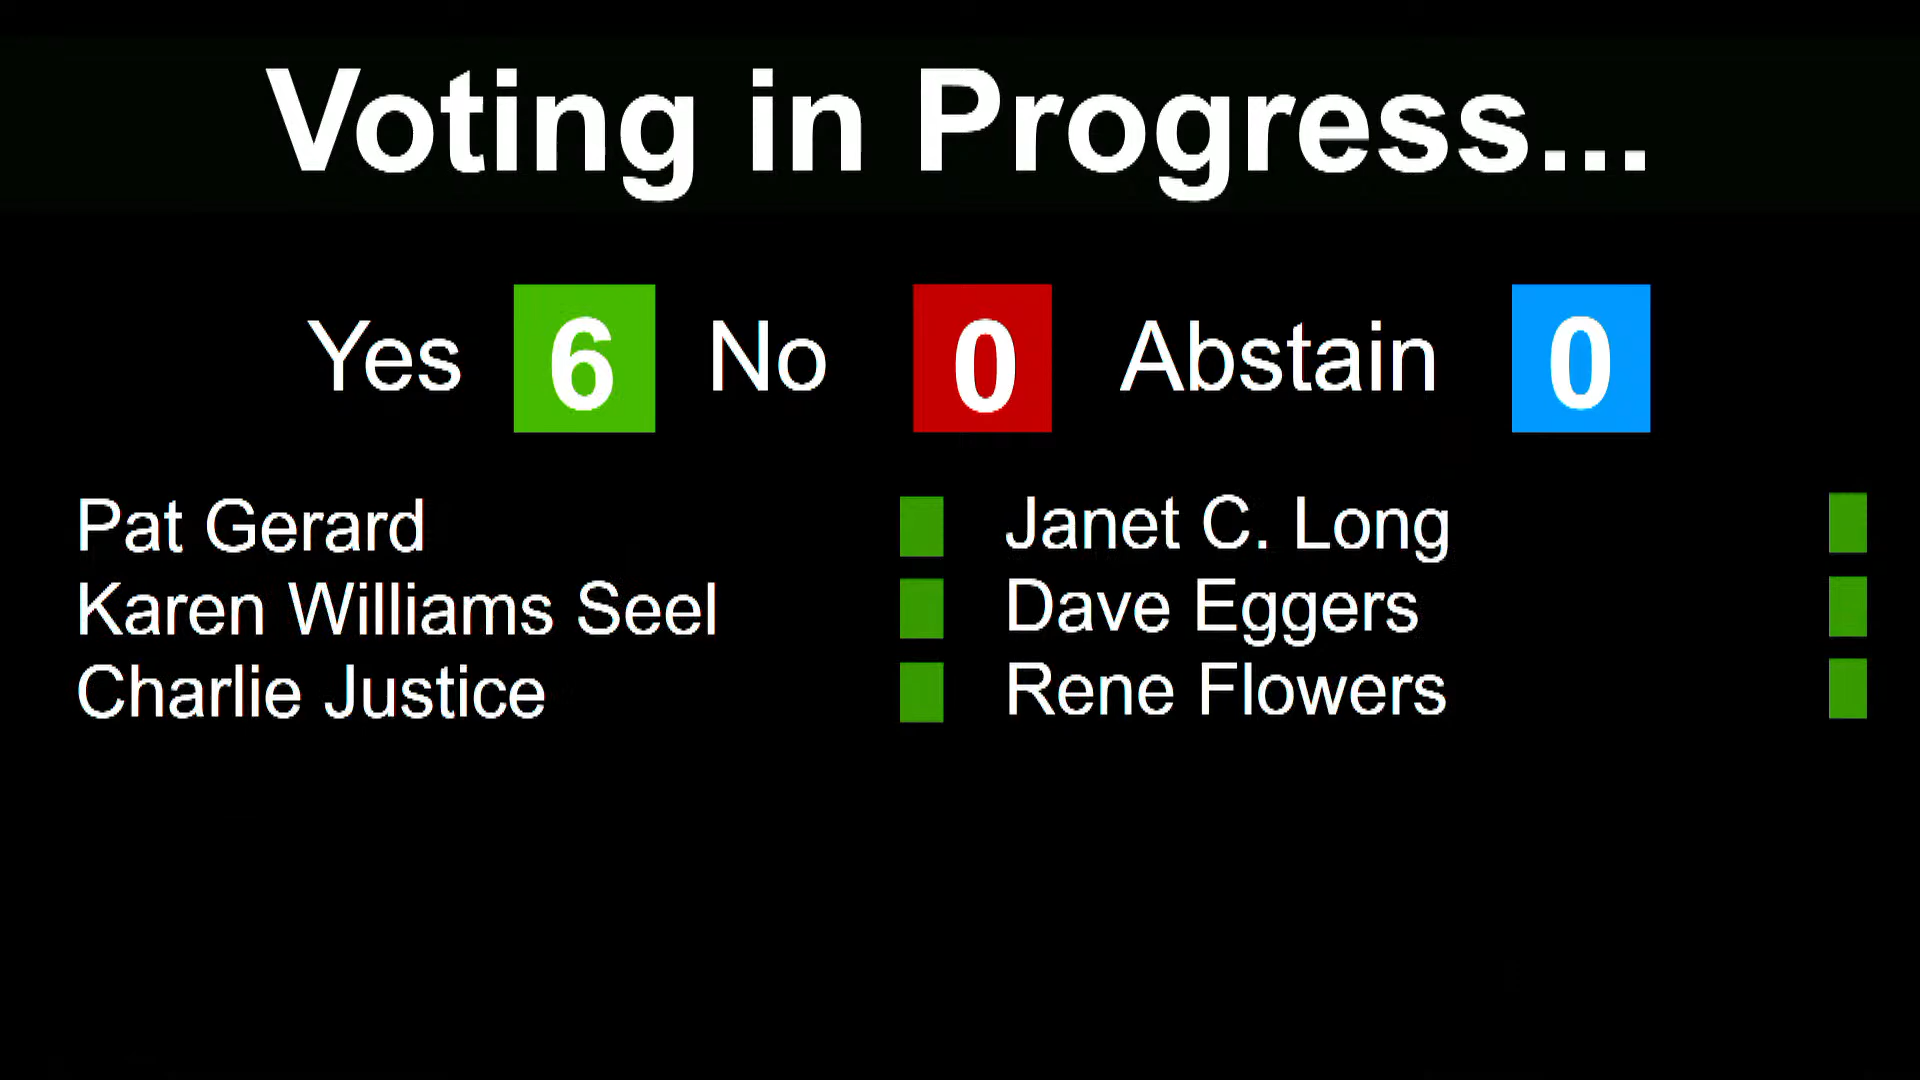 Voting in Progress...
Yes 6 No 0 Abstain 0
Pat Gerard
Karen Williams Seel
Charlie Justice
Janet C. Long
Dave Eggers
Rene Flowers